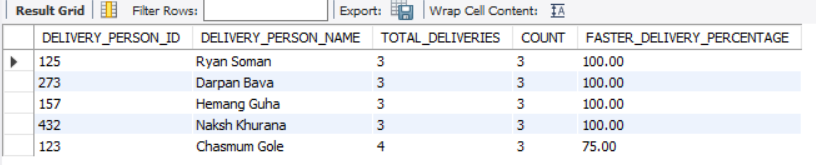 Result Grid Filter Rows: Export: Wrap Cell Content: IA
DELIVERY_PERSON_ID DELIVERY_PERSON_NAME TOTAL_DELIVERIES COUNT FASTER_DELIVERY_PERCENTAGE
125 Ryan Soman 3 3 100.00
273 Darpan Bava 3 3 100.00
157 Hemang Guha 3 3 100.00
432 Naksh Khurana 3 3 100.00
123 Chasmum Gole 4 3 75.00